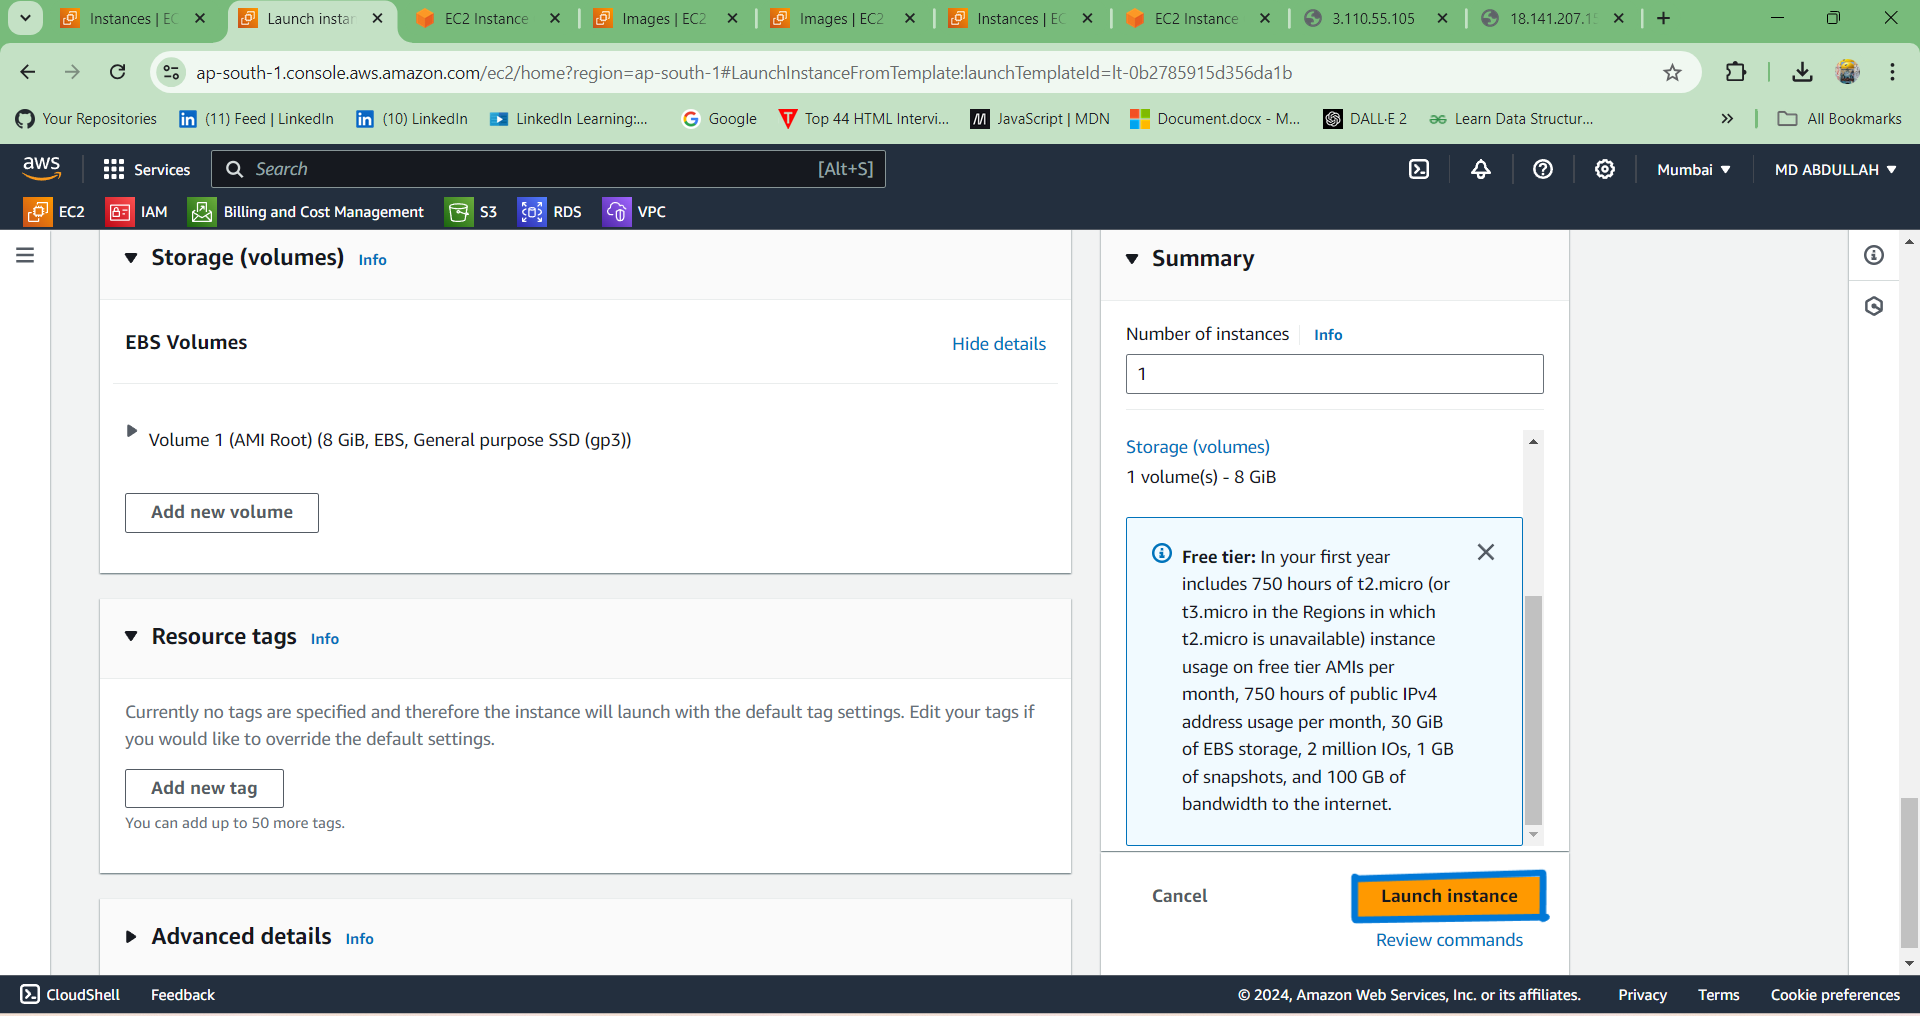 Instances | EC
Launch instan
EC2 Instance
Images | EC2
Images | EC2
Instances | EC
EC2 Instance
3.110.55.105
18.141.207.15
ap-south-1.console.aws.amazon.com/ec2/home?region=ap-south-1#LaunchInstanceFromTemplate:launchTemplateId=lt-0b2785915d356da1b
Your Repositories
(11) Feed | LinkedIn
(10) LinkedIn
LinkedIn Learning:...
Google
Top 44 HTML Intervi...
JavaScript | MDN
Document.docx - M...
DALL·E 2
Learn Data Structur...
All Bookmarks
aws
Services
Search
[Alt+S]
Mumbai
MD ABDULLAH
EC2
IAM
Billing and Cost Management
S3
RDS
VPC
Storage (volumes) Info
EBS Volumes
Hide details
Volume 1 (AMI Root) (8 GiB, EBS, General purpose SSD (gp3))
Add new volume
Resource tags Info
Currently no tags are specified and therefore the instance will launch with the default tag settings. Edit your tags if
you would like to override the default settings.
Add new tag
You can add up to 50 more tags.
Advanced details Info
Summary
Number of instances Info
1
Storage (volumes)
1 volume(s) - 8 GiB
Free tier: In your first year
includes 750 hours of t2.micro (or
t3.micro in the Regions in which
t2.micro is unavailable) instance
usage on free tier AMIs per
month, 750 hours of public IPv4
address usage per month, 30 GiB
of EBS storage, 2 million IOs, 1 GB
of snapshots, and 100 GB of
bandwidth to the internet.
Cancel
Launch instance
Review commands
CloudShell
Feedback
© 2024, Amazon Web Services, Inc. or its affiliates.
Privacy
Terms
Cookie preferences